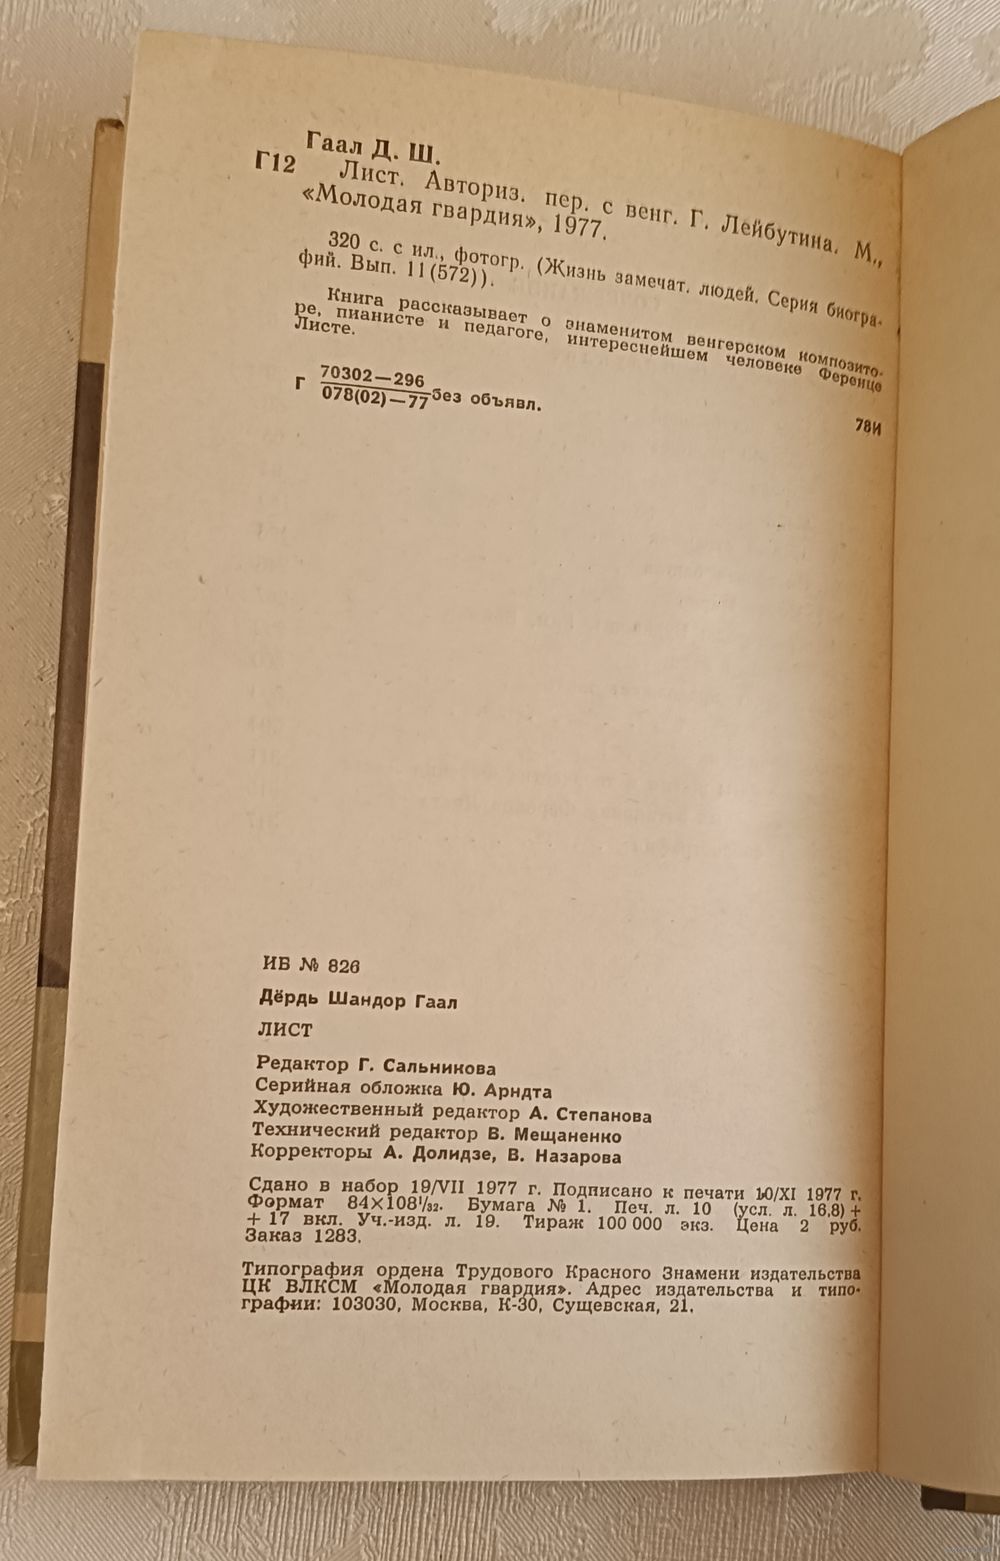 Гаал Д. Ш.
Г12 Лист. Авториз. пер. с венг. Г. Лейбутина. М.,
«Молодая гвардия», 1977.
320 с. с ил., фотогр. (Жизнь замечат. людей. Серия биогра-
фий. Вып. 11(572)).
Книга рассказывает о знаменитом венгерском композито-
ре, пианисте и педагоге, интереснейшем человеке Ференце
Листе.
Г 70302—296
078(02)—77 без объявл.
78И
ИБ № 826
Дёрдь Шандор Гаал
ЛИСТ
Редактор Г. Сальникова
Серийная обложка Ю. Арндта
Художественный редактор А. Степанова
Технический редактор В. Мещаненко
Корректоры А. Долидзе, В. Назарова
Сдано в набор 19/VII 1977 г. Подписано к печати 10/XI 1977 г.
Формат 84×108¹/₃₂. Бумага № 1. Печ. л. 10 (усл. л. 16,8) +
+ 17 вкл. Уч.-изд. л. 19. Тираж 100 000 экз. Цена 2 руб.
Заказ 1283.
Типография ордена Трудового Красного Знамени издательства
ЦК ВЛКСМ «Молодая гвардия». Адрес издательства и типо-
графии: 103030, Москва, К-30, Сущевская, 21.